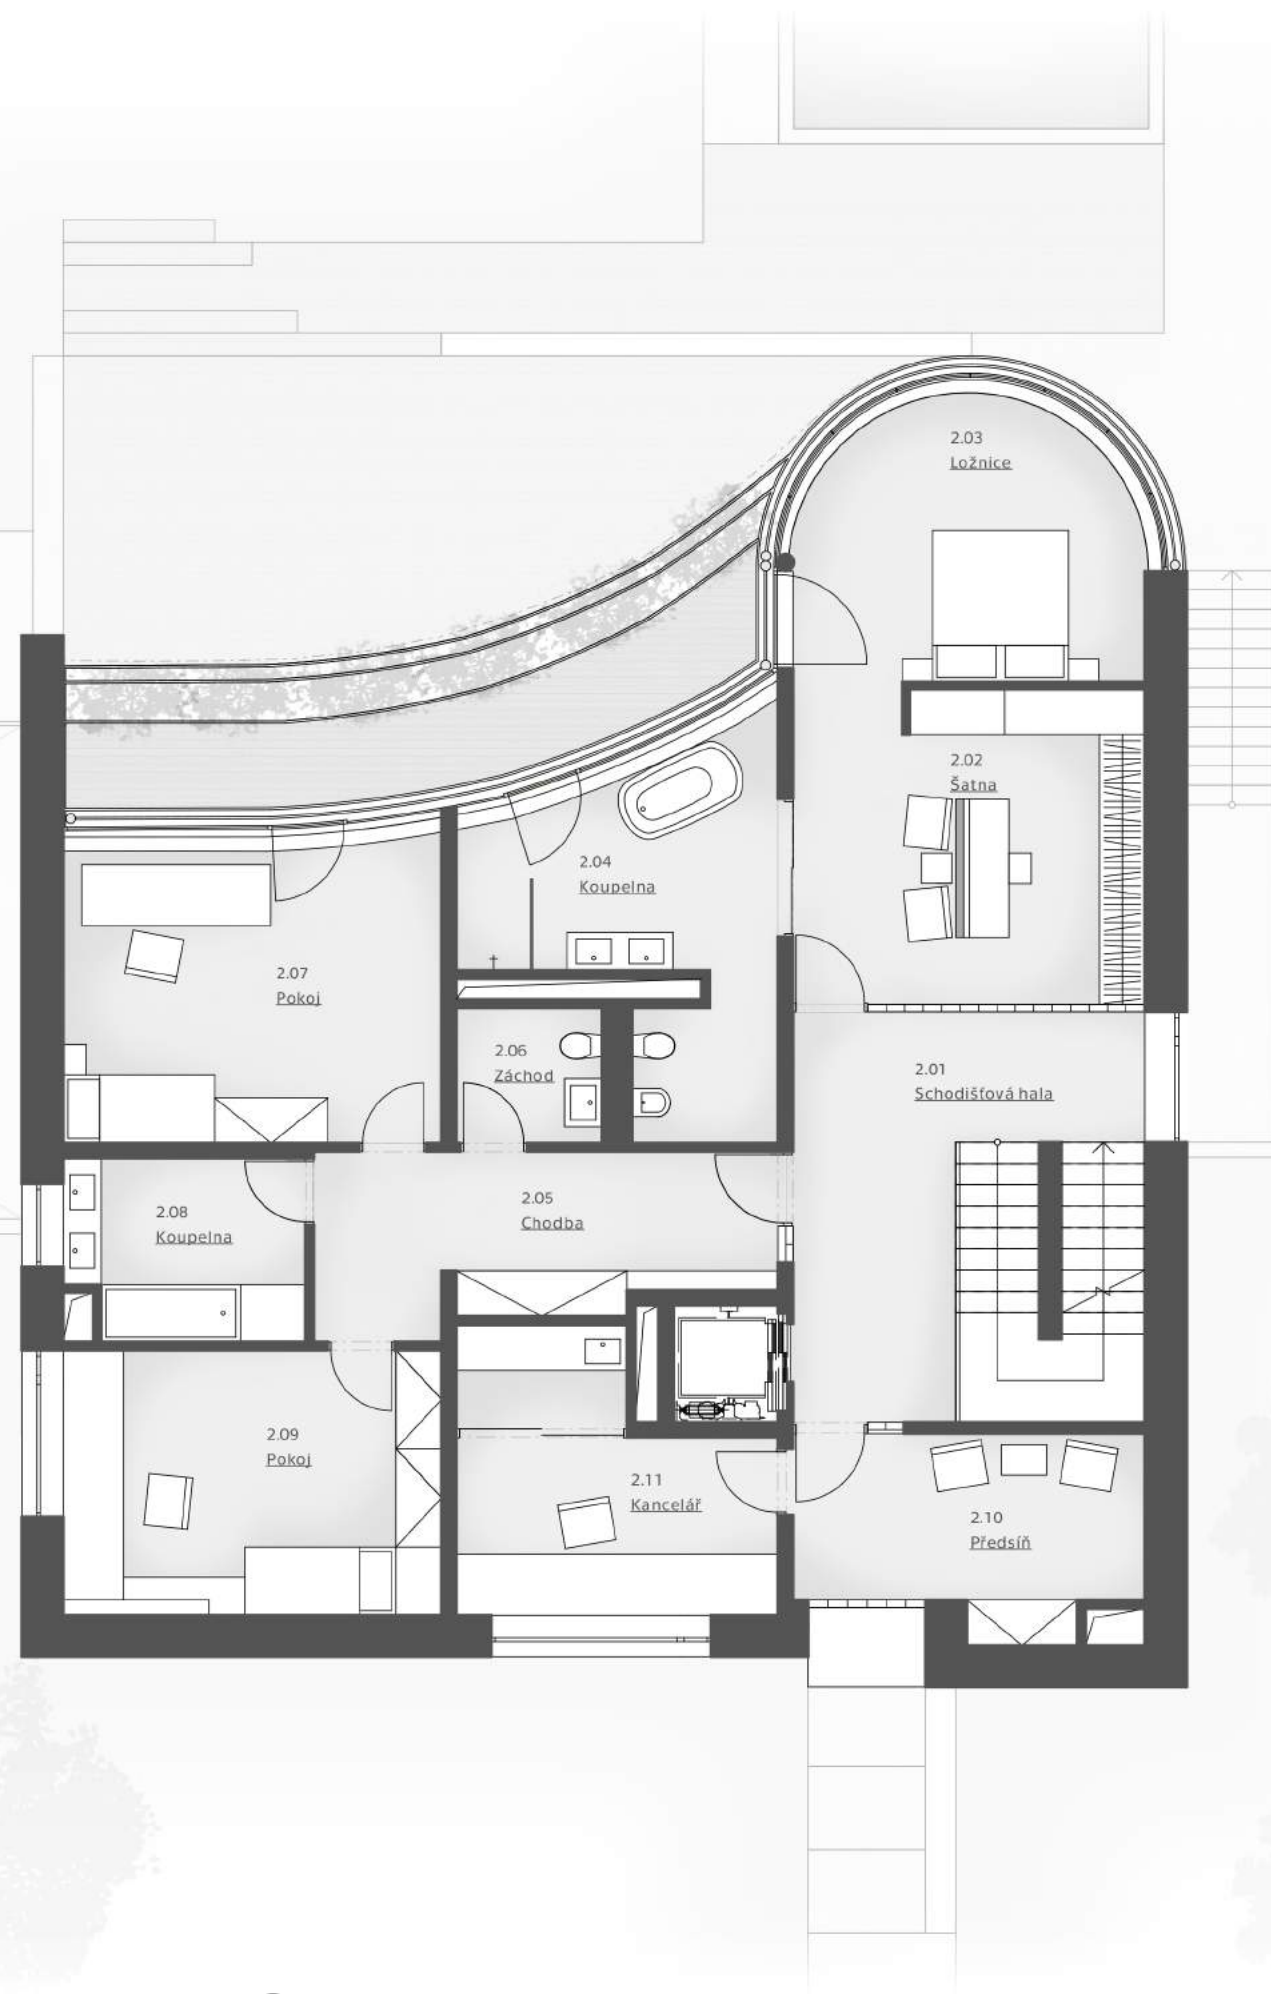 2.03
Ložnice
2.02
Šatna
2.04
Koupelna
2.07
Pokoj
2.06
Záchod
2.01
Schodišťová hala
2.05
Chodba
2.08
Koupelna
2.09
Pokoj
2.11
Kancelář
2.10
Předsíň